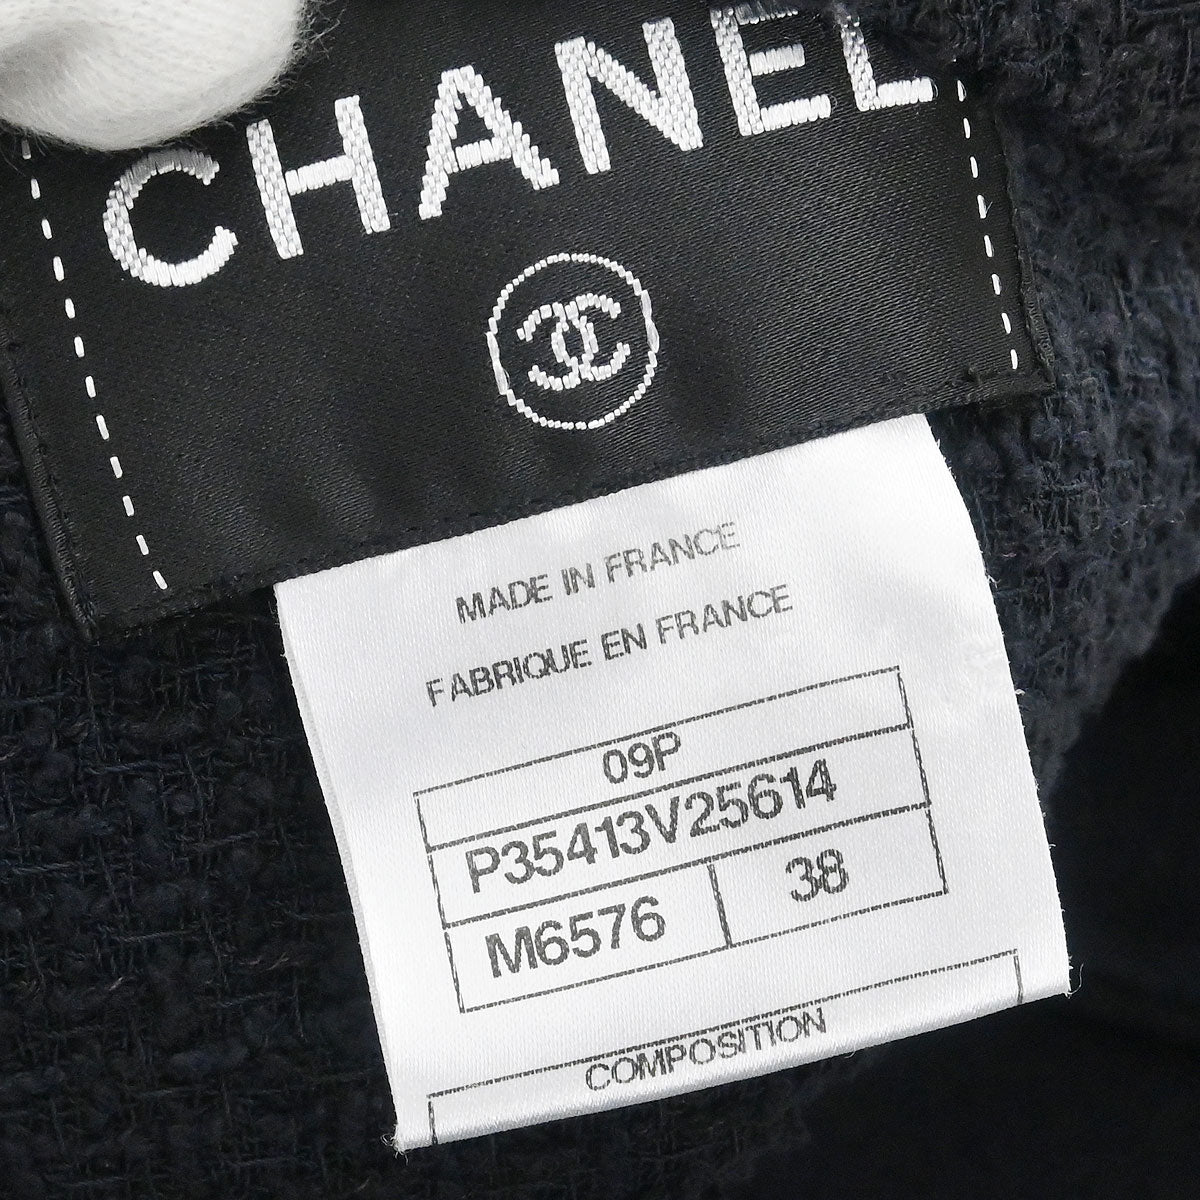 CHANEL
MADE IN FRANCE
FABRIQUE EN FRANCE
09P
P35413V25614
M6576 38
COMPOSITION